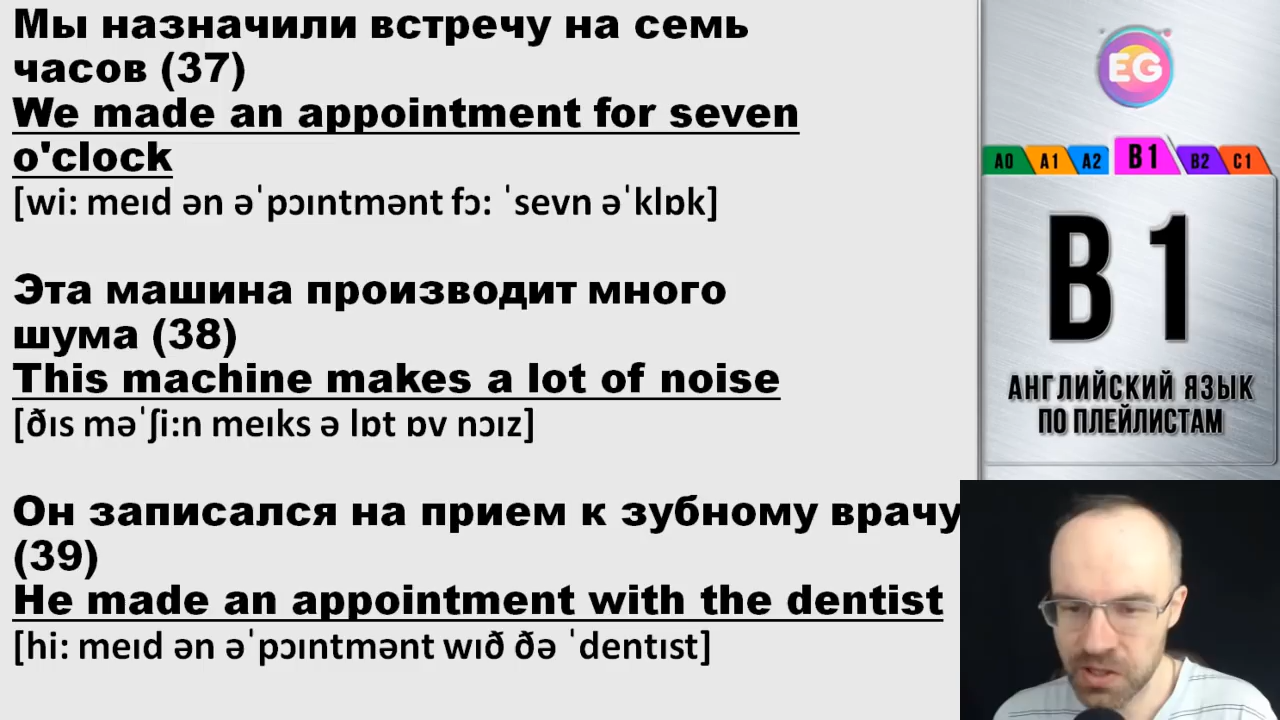 Мы назначили встречу на семь
часов (37)
We made an appointment for seven
o'clock
[wi: meɪd ən əˈpɔɪntmənt fɔ: ˈsevn əˈklɒk]
Эта машина производит много
шума (38)
This machine makes a lot of noise
[ðɪs məˈʃi:n meɪks ə lɒt ɒv nɔɪz]
Он записался на прием к зубному врачу
(39)
He made an appointment with the dentist
[hi: meɪd ən əˈpɔɪntmənt wɪð ðə ˈdentɪst]
EG
A0 A1 A2 B1 B2 C1
B1
АНГЛИЙСКИЙ ЯЗЫК
ПО ПЛЕЙЛИСТАМ